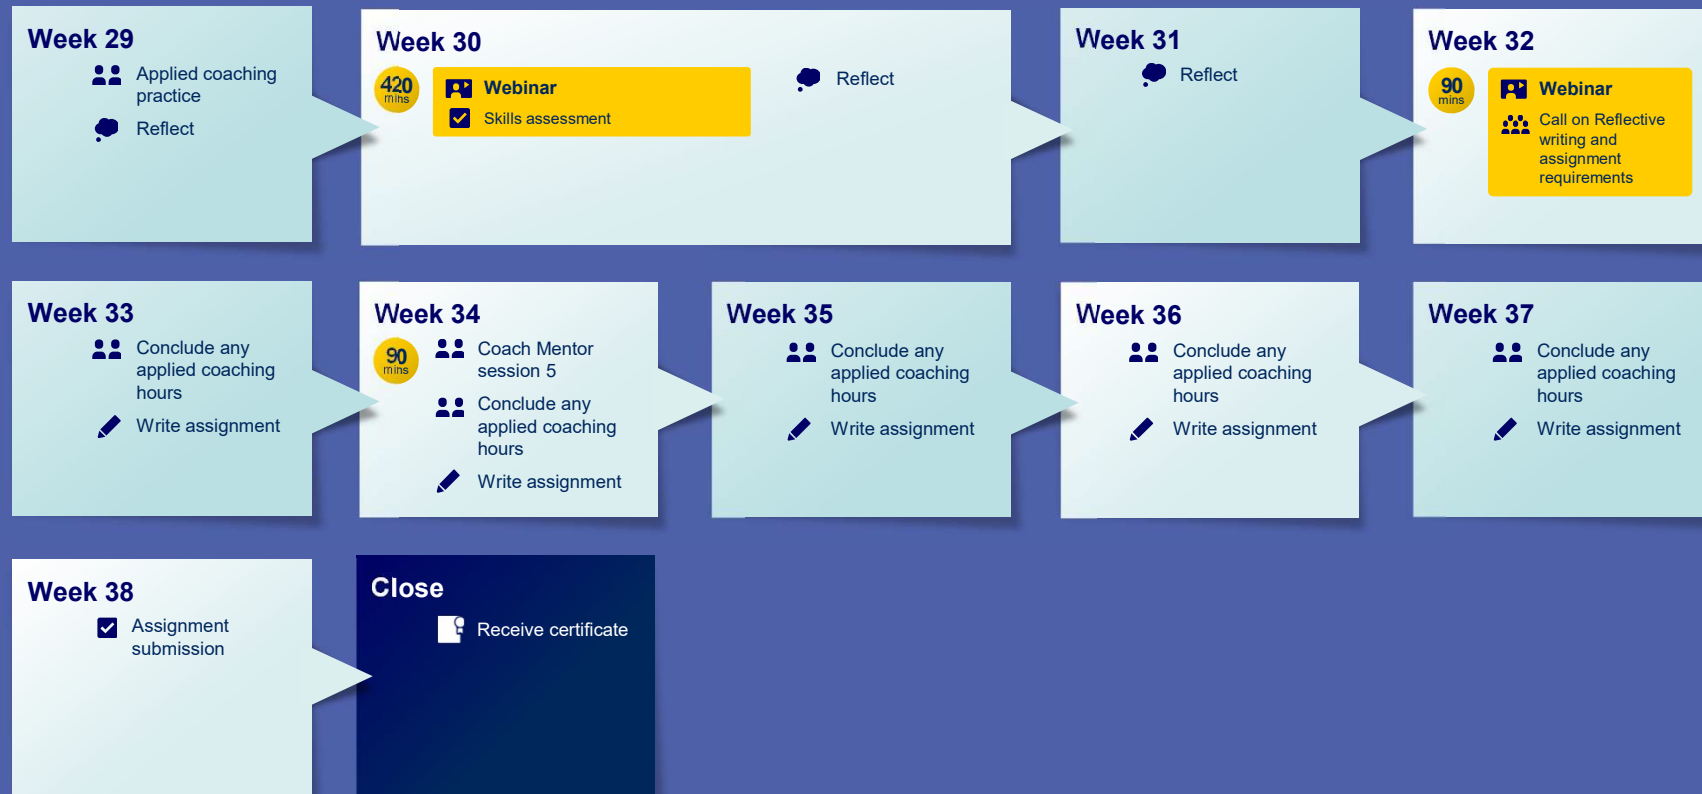 Week 29
Applied coaching
practice
Reflect
Week 30
420
mins
Webinar
Skills assessment
Reflect
Week 31
Reflect
Week 32
90
mins
Webinar
Call on Reflective
writing and
assignment
requirements
Week 33
Conclude any
applied coaching
hours
Write assignment
Week 34
90
mins
Coach Mentor
session 5
Conclude any
applied coaching
hours
Write assignment
Week 35
Conclude any
applied coaching
hours
Write assignment
Week 36
Conclude any
applied coaching
hours
Write assignment
Week 37
Conclude any
applied coaching
hours
Write assignment
Week 38
Assignment
submission
Close
Receive certificate